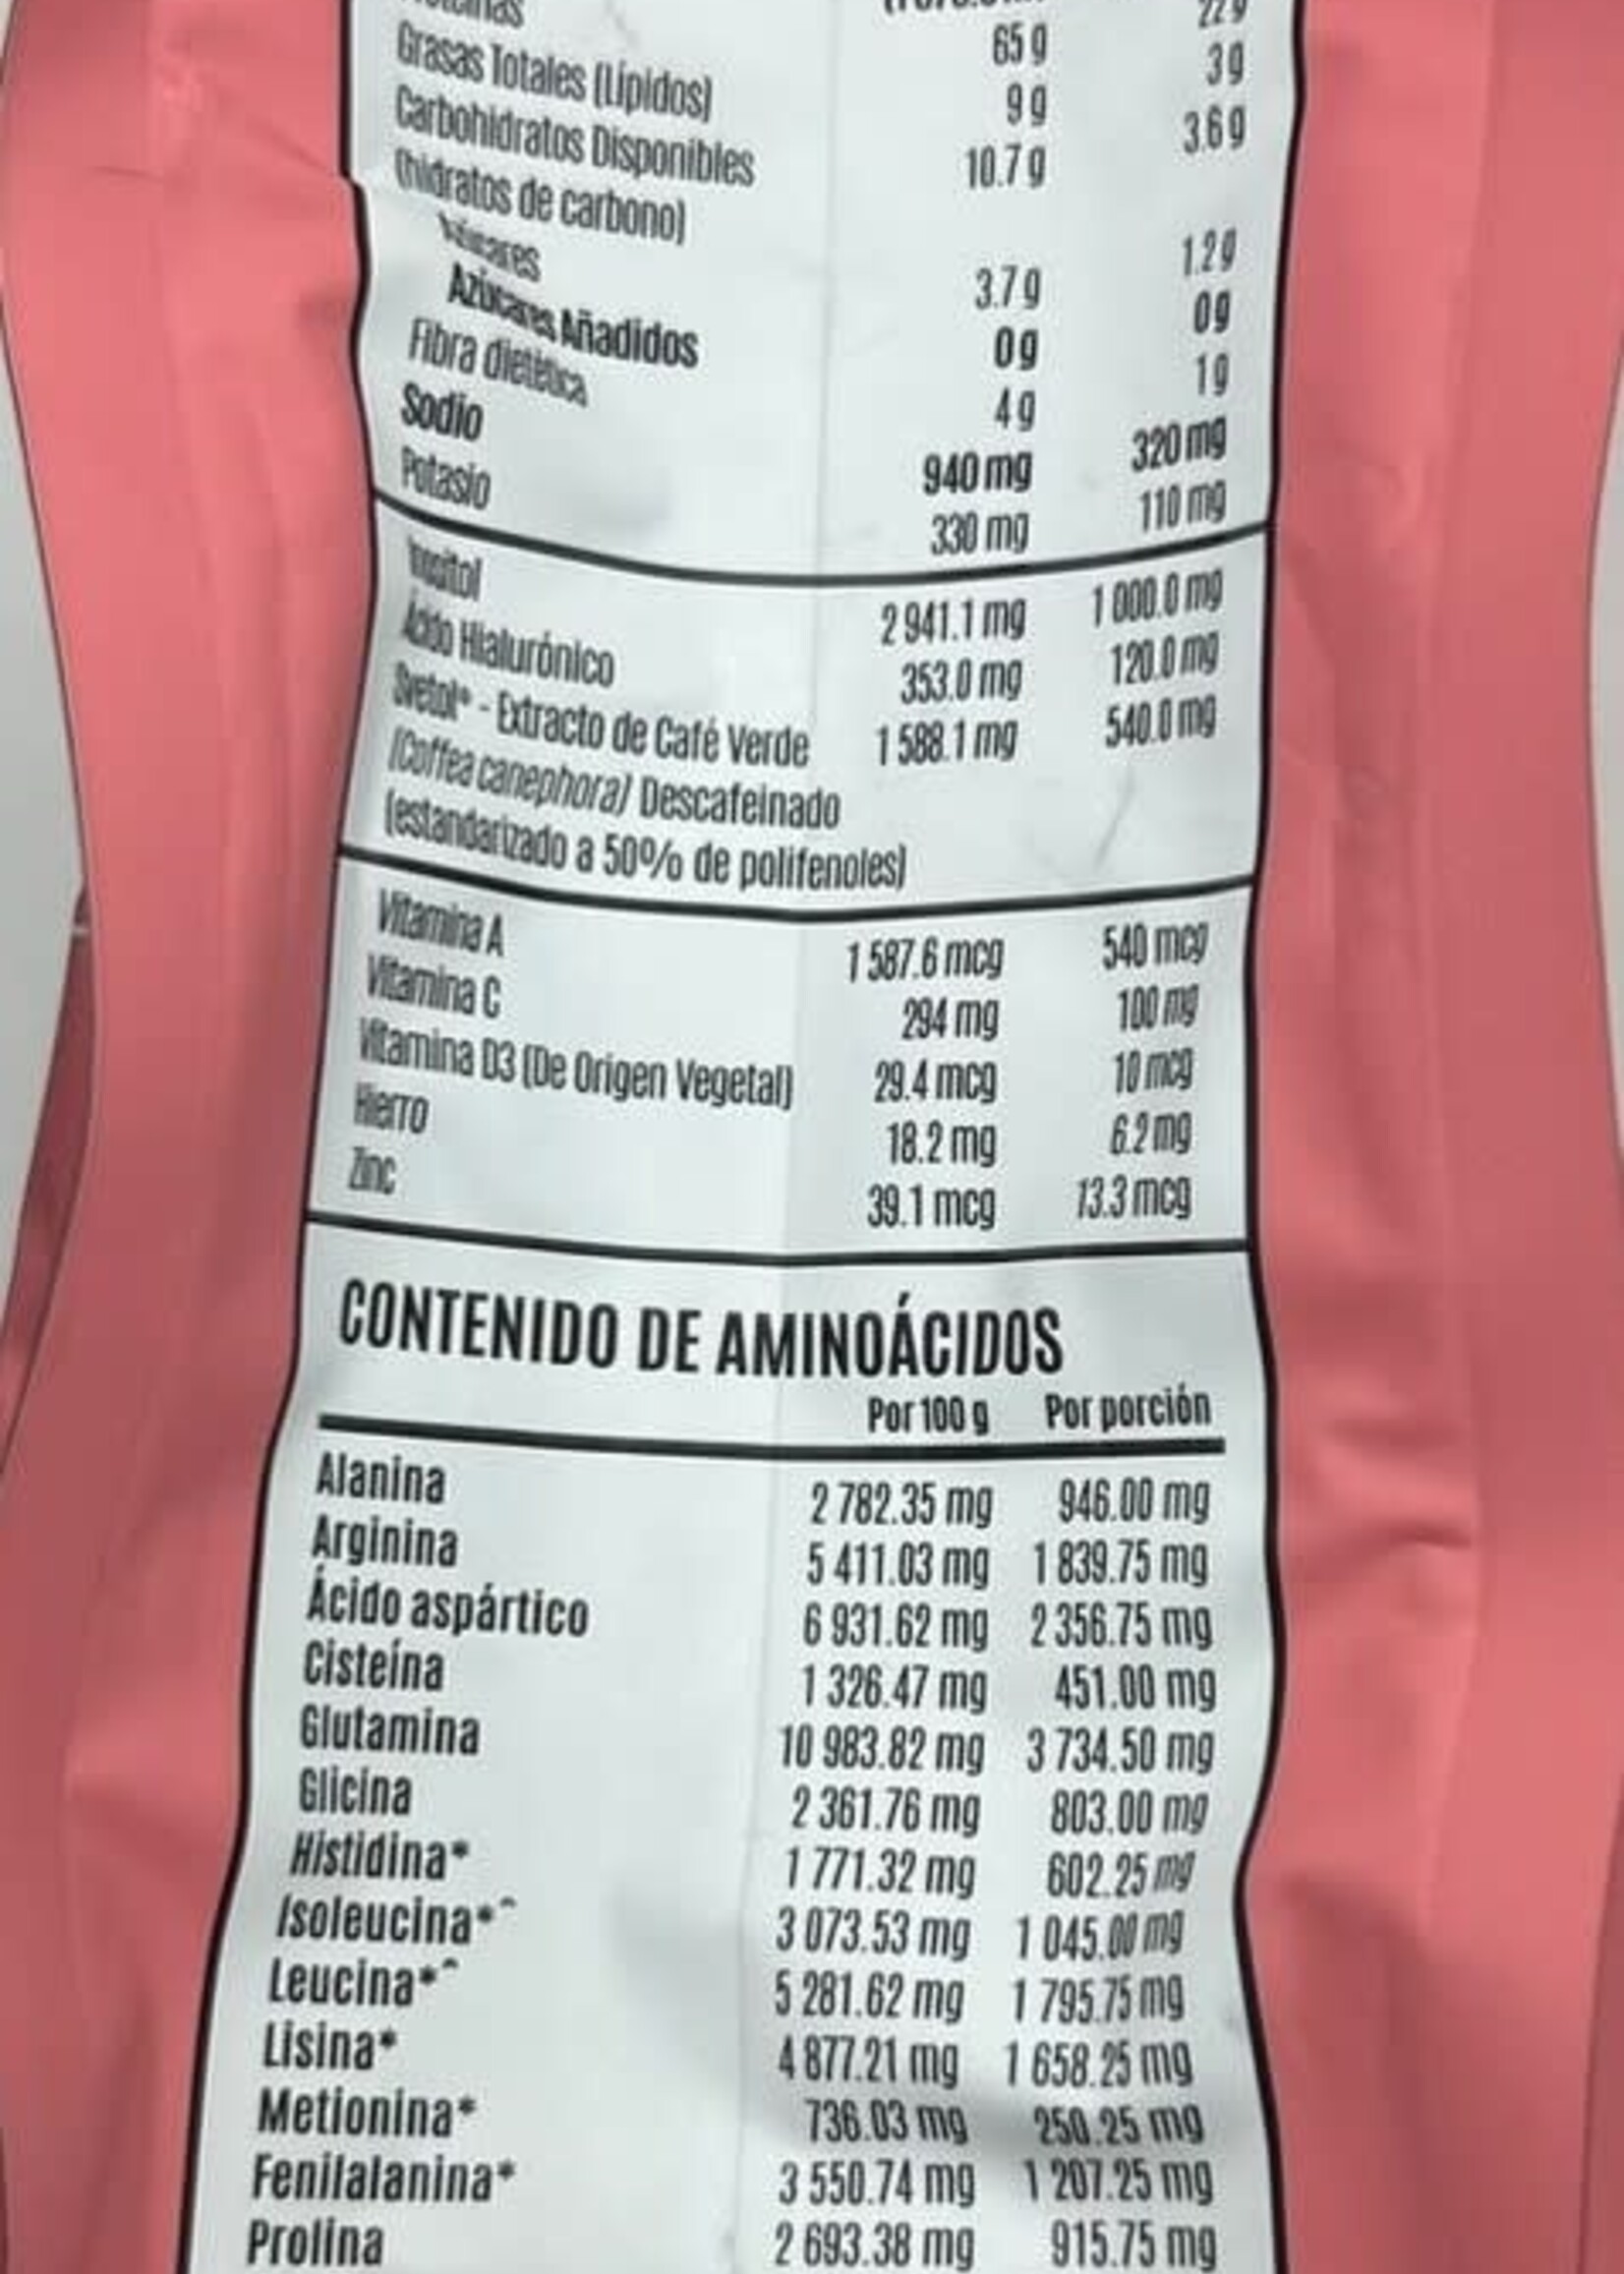 65 g 22 g
Grasas Totales (Lípidos) 9 g 3 g
Carbohidratos Disponibles 10.7 g 3.6 g
(hidratos de carbono)
Azúcares 3.7 g 1.2 g
Azúcares Añadidos 0 g 0 g
Fibra dietética 4 g 1 g
Sodio 940 mg 320 mg
Potasio 330 mg 110 mg
Inositol 2 941.1 mg 1 000.0 mg
Ácido Hialurónico 353.0 mg 120.0 mg
Svetol® - Extracto de Café Verde 1 588.1 mg 540.0 mg
(Coffea canephora) Descafeinado
(estandarizado a 50% de polifenoles)
Vitamina A 1 587.6 mcg 540 mcg
Vitamina C 294 mg 100 mg
Vitamina D3 (De Origen Vegetal) 29.4 mcg 10 mcg
Hierro 18.2 mg 6.2 mg
Zinc 39.1 mcg 13.3 mcg
CONTENIDO DE AMINOÁCIDOS
Por 100 g Por porción
Alanina 2 782.35 mg 946.00 mg
Arginina 5 411.03 mg 1 839.75 mg
Ácido aspártico 6 931.62 mg 2 356.75 mg
Cisteína 1 326.47 mg 451.00 mg
Glutamina 10 983.82 mg 3 734.50 mg
Glicina 2 361.76 mg 803.00 mg
Histidina* 1 771.32 mg 602.25 mg
Isoleucina*^ 3 073.53 mg 1 045.00 mg
Leucina*^ 5 281.62 mg 1 795.75 mg
Lisina* 4 877.21 mg 1 658.25 mg
Metionina* 736.03 mg 250.25 mg
Fenilalanina* 3 550.74 mg 1 207.25 mg
Prolina 2 693.38 mg 915.75 mg